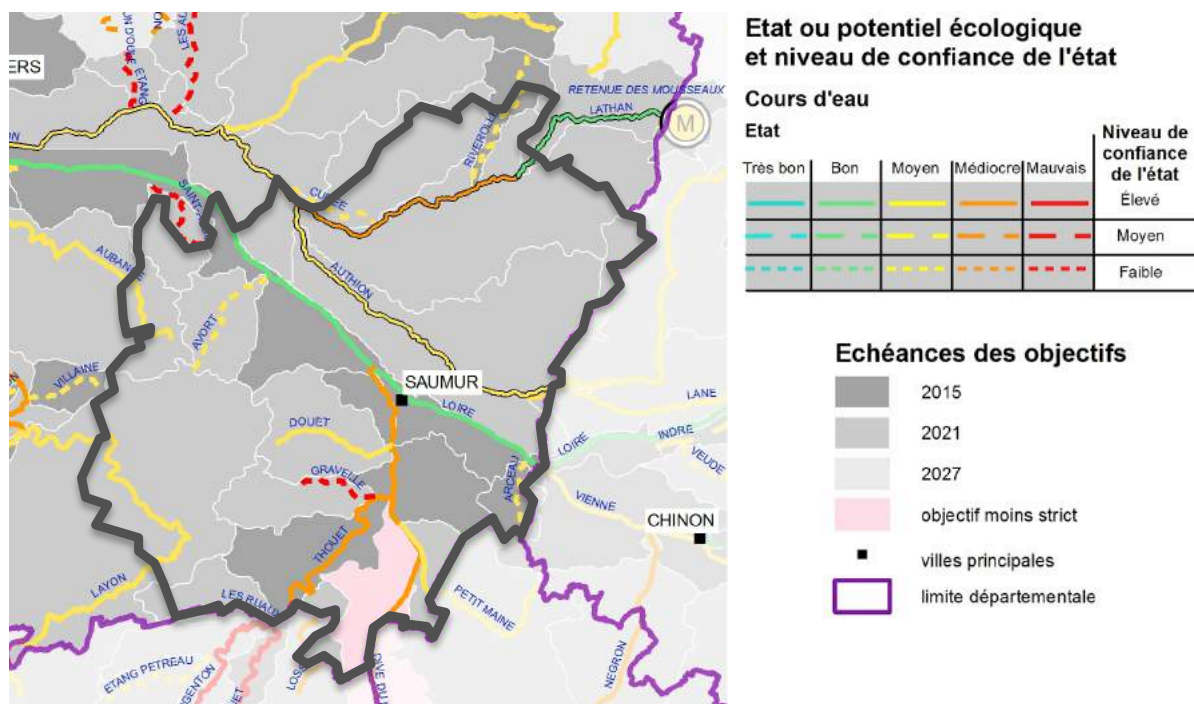 ERS
SAUMUR
CHINON
RETENUE DES MOUSSEAUX
LATHAN
M
RIVEROLLE
AUTHION
AVORT
VILLAINE
DOUET
GRAVELLE
THOUET
LAYON
LES RUAUX
ETANG PETREAU
ARCEAU
PETIT MAINE
NEGRON
LOIRE
LOIRE
INDRE
LANE
VEUDE
VIENNE
Etat ou potentiel écologique
et niveau de confiance de l'état
Cours d'eau
Etat
Très bon
Bon
Moyen
Médiocre
Mauvais
Niveau de
confiance
de l'état
Élevé
Moyen
Faible
Echéances des objectifs
2015
2021
2027
objectif moins strict
villes principales
limite départementale